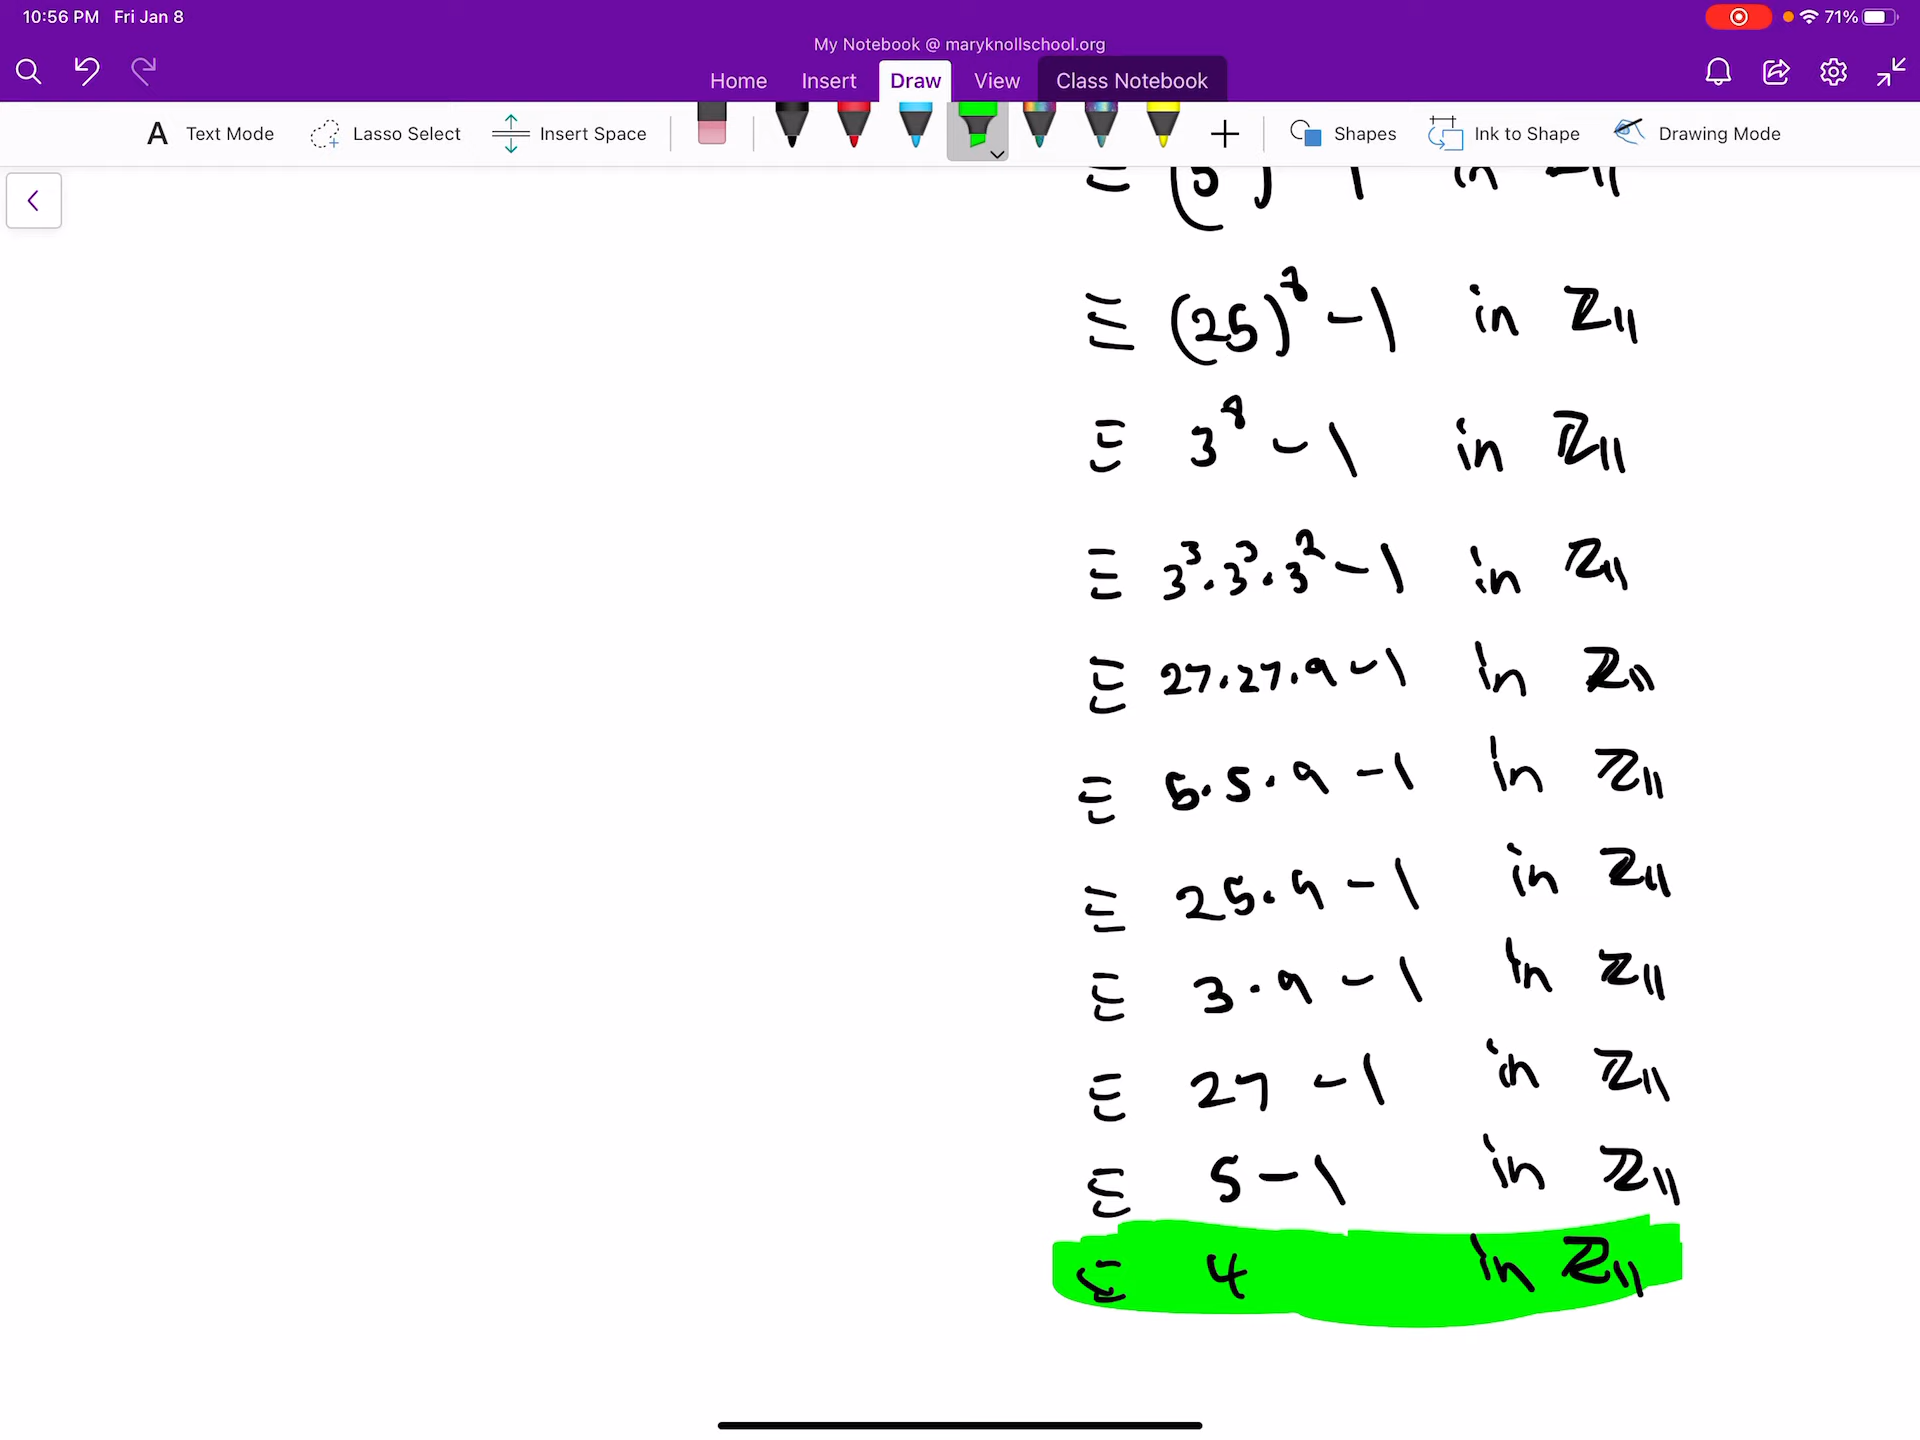 10:56 PM Fri Jan 8
71%
My Notebook @ maryknollschool.org
Home Insert Draw View Class Notebook
A Text Mode Lasso Select Insert Space Shapes Ink to Shape Drawing Mode
≡ (25)⁸ − 1 in ℤ₁₁
≡ 3⁸ − 1 in ℤ₁₁
≡ 3³·3³·3² − 1 in ℤ₁₁
≡ 27·27·9 − 1 in ℤ₁₁
≡ 5·5·9 − 1 in ℤ₁₁
≡ 25·9 − 1 in ℤ₁₁
≡ 3·9 − 1 in ℤ₁₁
≡ 27 − 1 in ℤ₁₁
≡ 5 − 1 in ℤ₁₁
≡ 4 in ℤ₁₁